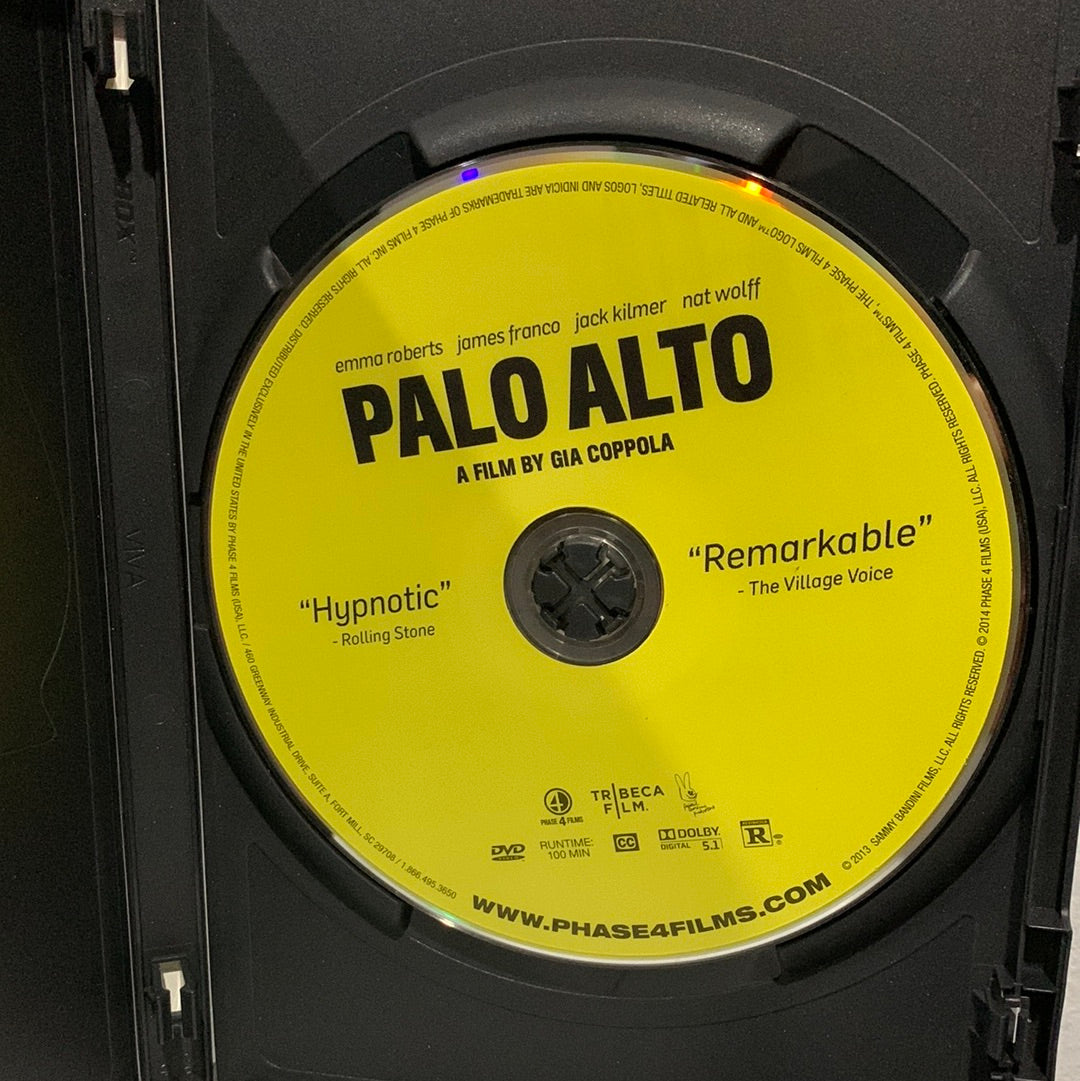 emma roberts james franco jack kilmer nat wolff
PALO ALTO
A FILM BY GIA COPPOLA
“Hypnotic”
- Rolling Stone
“Remarkable”
- The Village Voice
4
PHASE 4 FILMS
TRIBECA
FILM.
DVD
VIDEO
RUNTIME:
100 MIN
CC
DOLBY.
DIGITAL 5.1
RESTRICTED
R
WWW.PHASE4FILMS.COM
© 2013 SAMMY BANDINI FILMS, LLC. ALL RIGHTS RESERVED. © 2014 PHASE 4 FILMS (USA), LLC. ALL RIGHTS RESERVED. PHASE 4 FILMS™, THE PHASE 4 FILMS LOGO™ AND ALL RELATED TITLES, LOGOS AND INDICIA ARE TRADEMARKS OF PHASE 4 FILMS INC. ALL RIGHTS RESERVED. DISTRIBUTED EXCLUSIVELY IN THE UNITED STATES BY PHASE 4 FILMS (USA), LLC. / 460 GREENWAY INDUSTRIAL DRIVE, SUITE A, FORT MILL, SC 29708 / 1.866.495.3650
VIVA